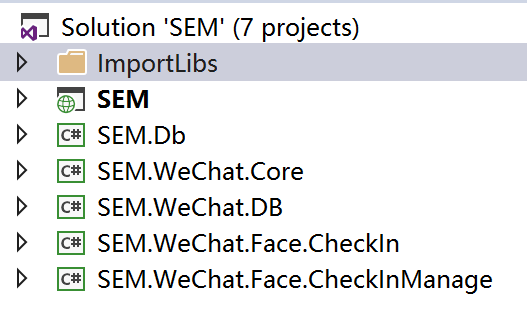 Solution 'SEM' (7 projects)
ImportLibs
SEM
C# SEM.Db
C# SEM.WeChat.Core
C# SEM.WeChat.DB
C# SEM.WeChat.Face.CheckIn
C# SEM.WeChat.Face.CheckInManage